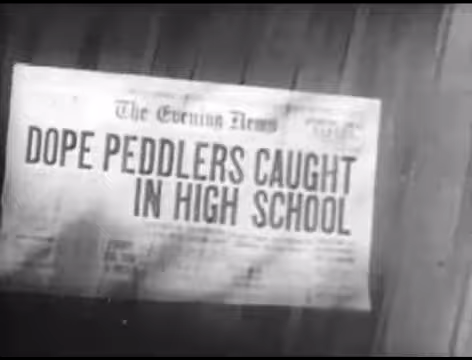 The Evening News
DOPE PEDDLERS CAUGHT
IN HIGH SCHOOL